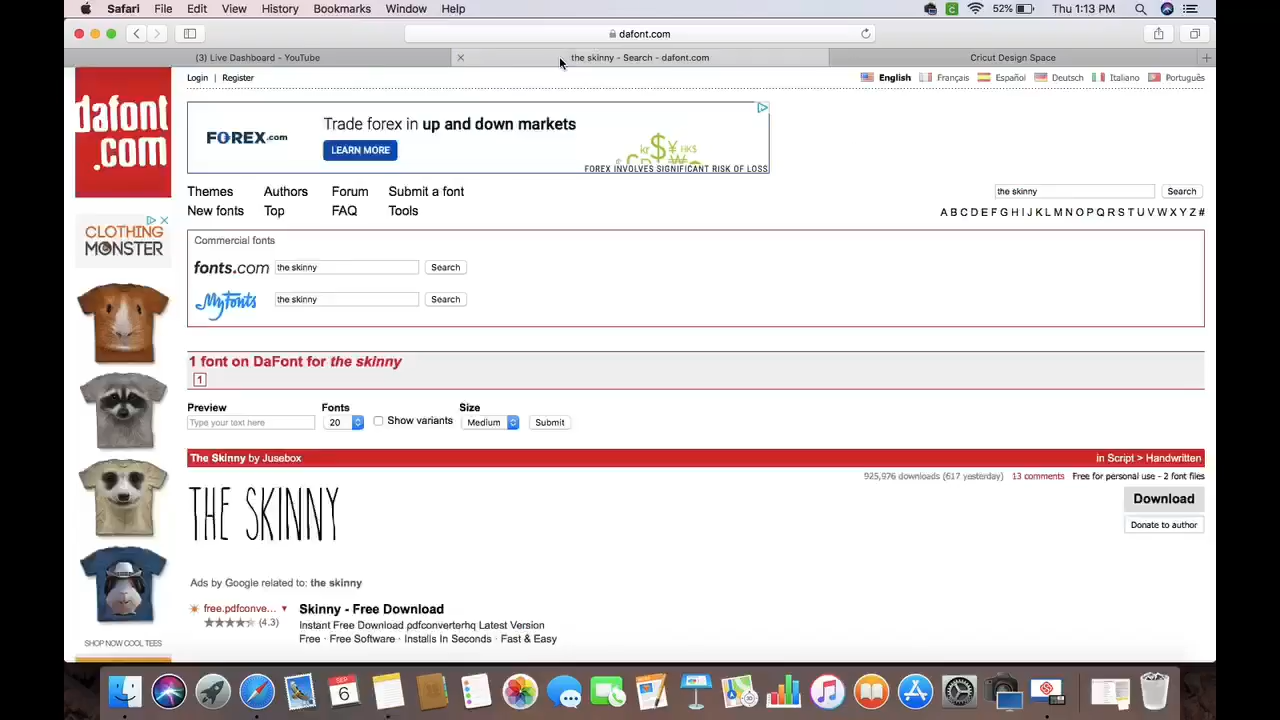 Safari File Edit View History Bookmarks Window Help 52% Thu 1:13 PM
dafont.com
(3) Live Dashboard - YouTube the skinny - Search - dafont.com Cricut Design Space
Login | Register English Français Español Deutsch Italiano Português
dafont
.com
FOREX.com
Trade forex in up and down markets
LEARN MORE
kr $ ¥ HK$
FOREX INVOLVES SIGNIFICANT RISK OF LOSS
Themes Authors Forum Submit a font
the skinny Search
New fonts Top FAQ Tools
A B C D E F G H I J K L M N O P Q R S T U V W X Y Z #
CLOTHING
MONSTER
Commercial fonts
fonts.com the skinny Search
MyFonts the skinny Search
1 font on DaFont for the skinny
1
Preview Fonts Size
Type your text here 20 Show variants Medium Submit
The Skinny by Jusebox in Script > Handwritten
925,976 downloads (617 yesterday) 13 comments Free for personal use - 2 font files
THE SKINNY
Download
Donate to author
Ads by Google related to: the skinny
free.pdfconve... Skinny - Free Download
(4.3) Instant Free Download pdfconverterhq Latest Version
Free · Free Software · Installs In Seconds · Fast & Easy
SHOP NOW COOL TEES
SEP
6